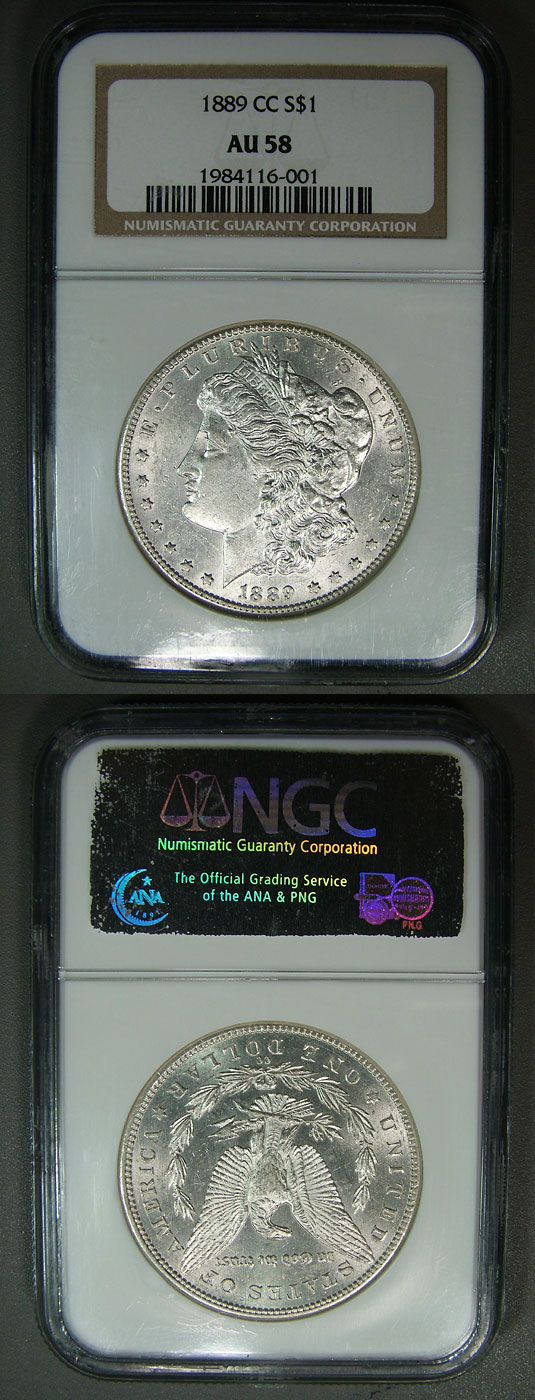 1889 CC S$1
AU 58
1984116-001
NUMISMATIC GUARANTY CORPORATION
E · PLURIBUS · UNUM
LIBERTY
1889
NGC
Numismatic Guaranty Corporation
The Official Grading Service
of the ANA & PNG
ANA
P.N.G.
UNITED STATES OF AMERICA
ONE DOLLAR
CC
In God we trust